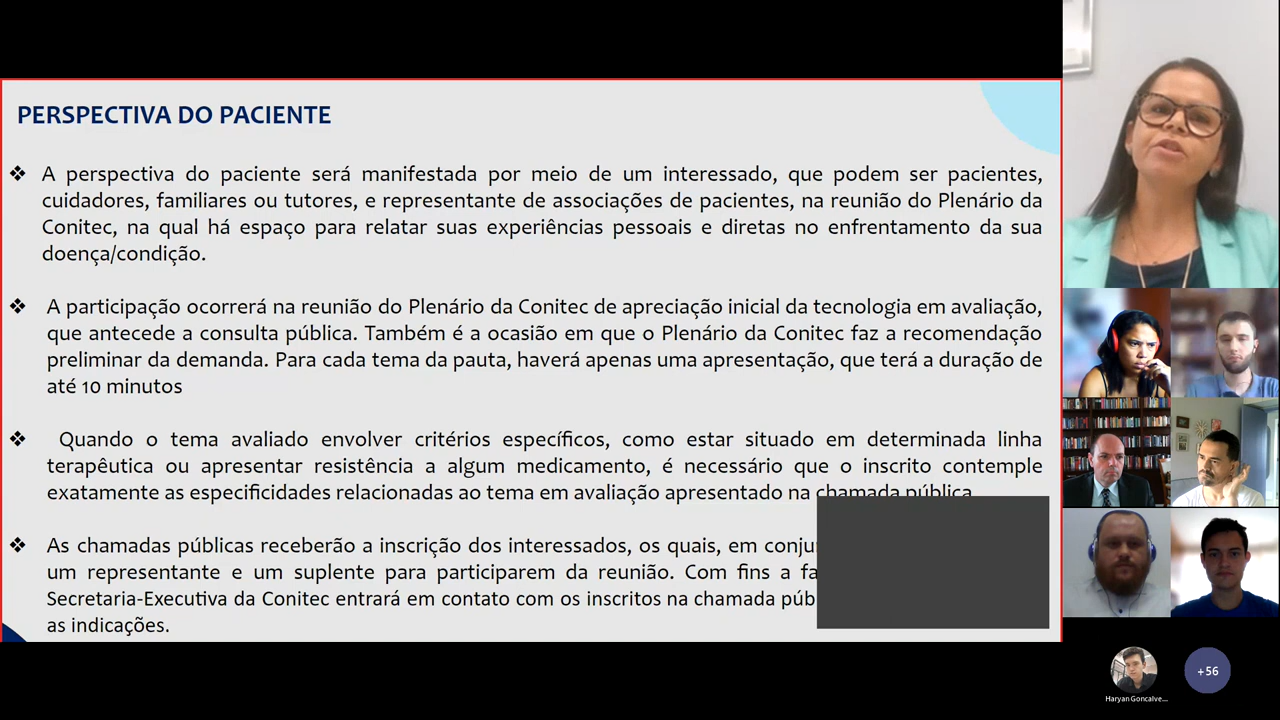 PERSPECTIVA DO PACIENTE
❖ A perspectiva do paciente será manifestada por meio de um interessado, que podem ser pacientes,
cuidadores, familiares ou tutores, e representante de associações de pacientes, na reunião do Plenário da
Conitec, na qual há espaço para relatar suas experiências pessoais e diretas no enfrentamento da sua
doença/condição.
❖ A participação ocorrerá na reunião do Plenário da Conitec de apreciação inicial da tecnologia em avaliação,
que antecede a consulta pública. Também é a ocasião em que o Plenário da Conitec faz a recomendação
preliminar da demanda. Para cada tema da pauta, haverá apenas uma apresentação, que terá a duração de
até 10 minutos
❖ Quando o tema avaliado envolver critérios específicos, como estar situado em determinada linha
terapêutica ou apresentar resistência a algum medicamento, é necessário que o inscrito contemple
exatamente as especificidades relacionadas ao tema em avaliação apresentado na chamada pública
❖ As chamadas públicas receberão a inscrição dos interessados, os quais, em
um representante e um suplente para participarem da reunião. Com fins a
Secretaria-Executiva da Conitec entrará em contato com os inscritos na chamada
as indicações.
Haryan Goncalve...
+56